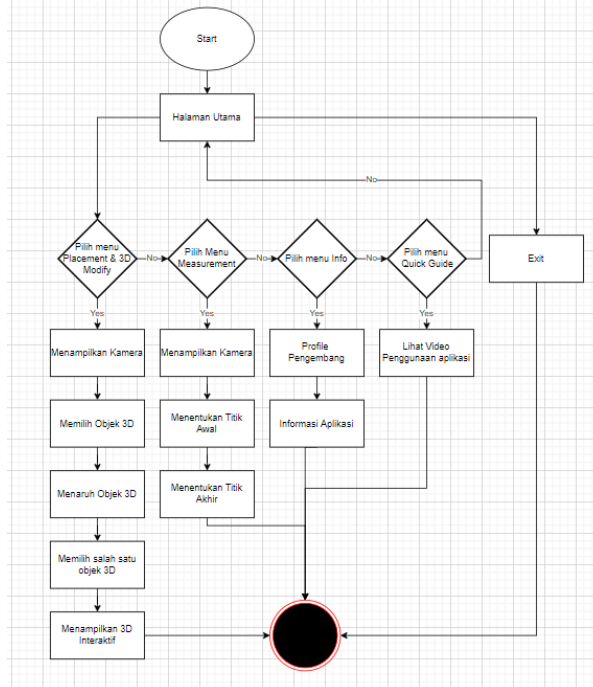 Start
Halaman Utama
No
Pilih menu
Placement & 3D
Modify
No
Pilih Menu
Measurement
No
Pilih menu Info
No
Pilih menu
Quick Guide
Exit
Yes
Yes
Yes
Yes
Menampilkan Kamera
Menampilkan Kamera
Profile
Pengembang
Lihat Video
Penggunaan aplikasi
Memilih Objek 3D
Menentukan Titik
Awal
Informasi Aplikasi
Menaruh Objek 3D
Menentukan Titik
Akhir
Memilih salah satu
objek 3D
Menampilkan 3D
Interaktif